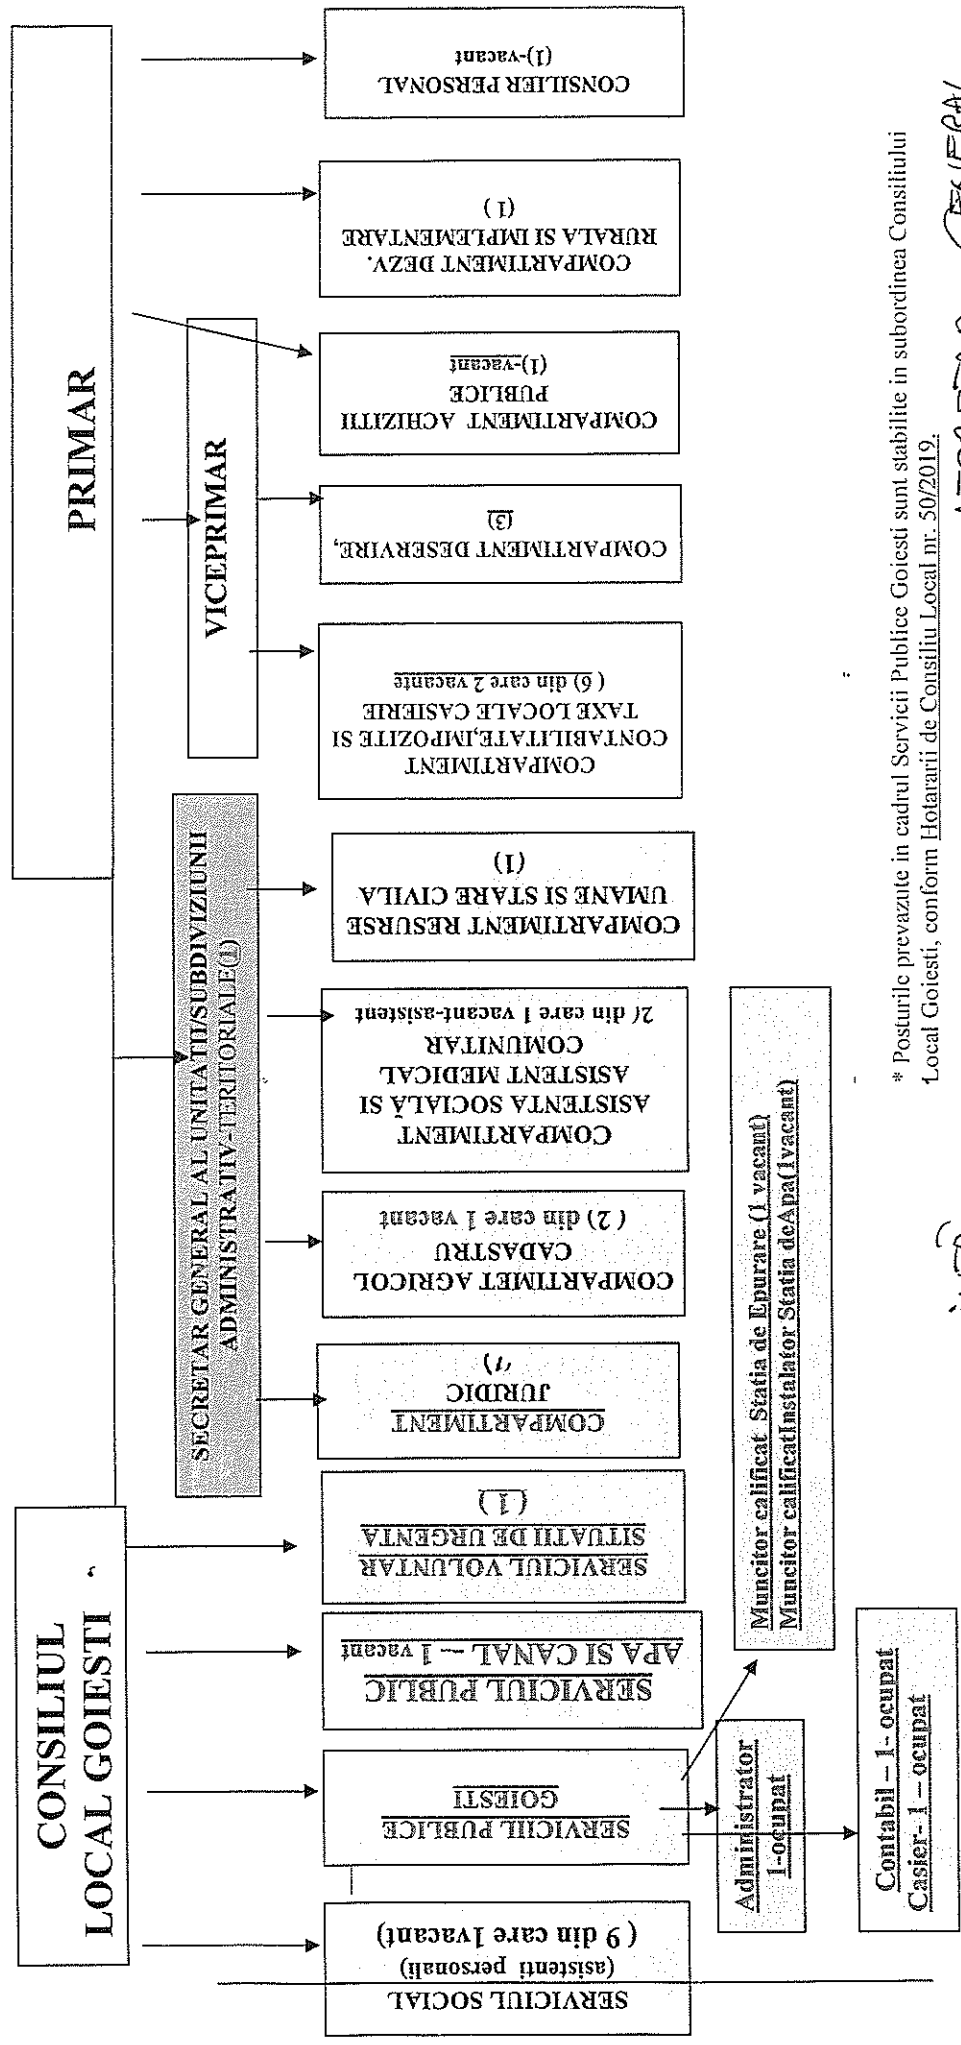 CONSILIUL
LOCAL GOIESTI
PRIMAR
SECRETAR GENERAL AL UNITATII/SUBDIVIZIUNII
ADMINISTRATIV-TERITORIALE(1)
VICEPRIMAR
SERVICIUL SOCIAL
(asistenti personali)
( 9 din care 1vacant)
SERVICIIL PUBLICE
GOIESTI
SERVICIUL PUBLIC
APA SI CANAL – 1 vacant
SERVICIUL VOLUNTAR
SITUATII DE URGENTA
( 1 )
COMPARTIMENT
JURIDIC
COMPARTIMET AGRICOL
CADASTRU
( 2) din care 1 vacant
COMPARTIMENT
ASISTENTA SOCIALĂ SI
ASISTENT MEDICAL
COMUNITAR
din care 1 vacant-asistent
COMPARTIMENT RESURSE
UMANE SI STARE CIVILA
(1)
COMPARTIMENT
CONTABILITATE,IMPOZITE SI
TAXE LOCALE CASIERIE
( 6) din care 2 vacante
COMPARTIMENT DESERVIRE,
(3)
COMPARTIMENT ACHIZITII
PUBLICE
(1)-vacant
COMPARTIMENT DEZV.
RURALA SI IMPLEMENTARE
(1 )
CONSILIER PERSONAL
(1)-vacant
Administrator
1-ocupat
Muncitor calificat Statia de Epurare (1 vacant)
Muncitor calificatInstalator Statia deApa(1vacant)
Contabil – 1- ocupat
Casier- 1 – ocupat
* Posturile prevazute in cadrul Servicii Publice Goiesti sunt stabilite in subordinea Consiliului
Local Goiesti, conform Hotararii de Consiliu Local nr. 50/2019.